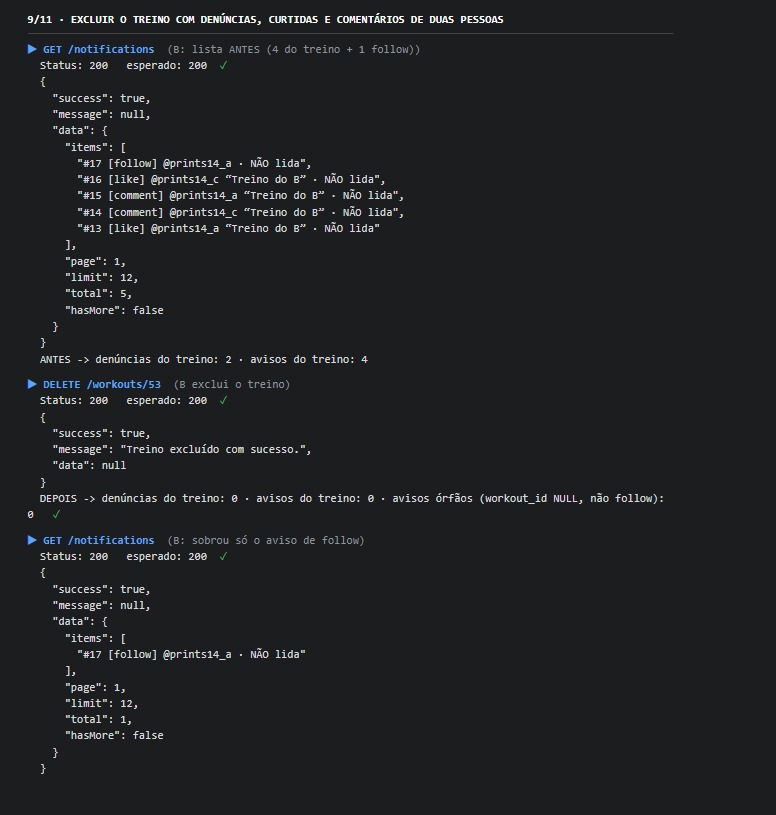 9/11 · EXCLUIR O TREINO COM DENÚNCIAS, CURTIDAS E COMENTÁRIOS DE DUAS PESSOAS
▶ GET /notifications  (B: lista ANTES (4 do treino + 1 follow))
  Status: 200   esperado: 200  ✓
  {
    "success": true,
    "message": null,
    "data": {
      "items": [
        "#17 [follow] @prints14_a · NÃO lida",
        "#16 [like] @prints14_c “Treino do B” · NÃO lida",
        "#15 [comment] @prints14_a “Treino do B” · NÃO lida",
        "#14 [comment] @prints14_c “Treino do B” · NÃO lida",
        "#13 [like] @prints14_a “Treino do B” · NÃO lida"
      ],
      "page": 1,
      "limit": 12,
      "total": 5,
      "hasMore": false
    }
  }
  ANTES -> denúncias do treino: 2 · avisos do treino: 4
▶ DELETE /workouts/53  (B exclui o treino)
  Status: 200   esperado: 200  ✓
  {
    "success": true,
    "message": "Treino excluído com sucesso.",
    "data": null
  }
  DEPOIS -> denúncias do treino: 0 · avisos do treino: 0 · avisos órfãos (workout_id NULL, não follow):
0   ✓
▶ GET /notifications  (B: sobrou só o aviso de follow)
  Status: 200   esperado: 200  ✓
  {
    "success": true,
    "message": null,
    "data": {
      "items": [
        "#17 [follow] @prints14_a · NÃO lida"
      ],
      "page": 1,
      "limit": 12,
      "total": 1,
      "hasMore": false
    }
  }